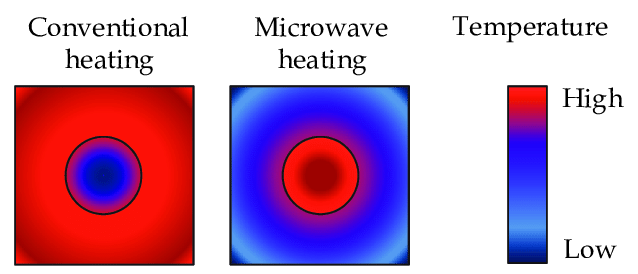 Conventional
heating
Microwave
heating
Temperature
High
Low